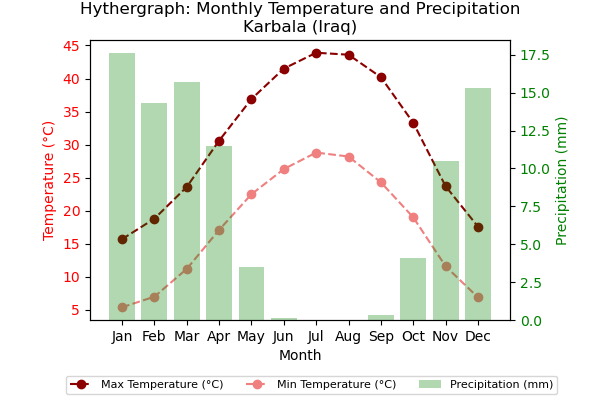 Hythergraph: Monthly Temperature and Precipitation
Karbala (Iraq)
45
40
35
30
25
20
15
10
5
Temperature (°C)
17.5
15.0
12.5
10.0
7.5
5.0
2.5
0.0
Precipitation (mm)
Jan Feb Mar Apr May Jun Jul Aug Sep Oct Nov Dec
Month
Max Temperature (°C) Min Temperature (°C) Precipitation (mm)